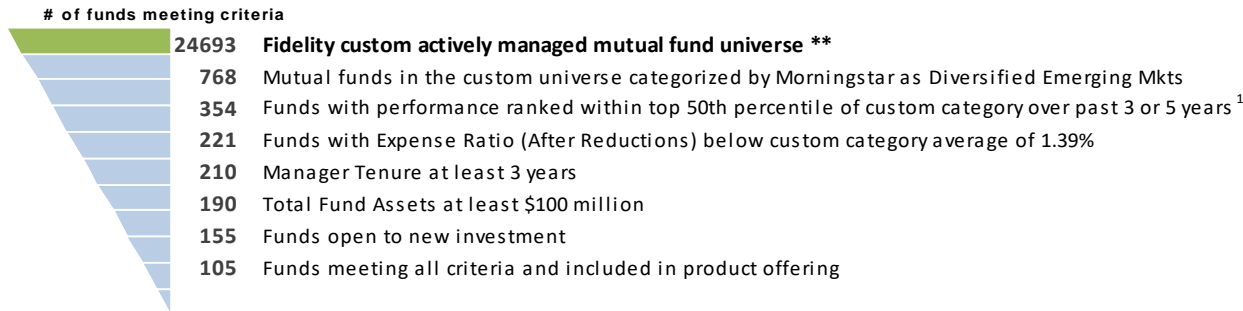 # of funds meeting criteria
24693 Fidelity custom actively managed mutual fund universe **
768 Mutual funds in the custom universe categorized by Morningstar as Diversified Emerging Mkts
354 Funds with performance ranked within top 50th percentile of custom category over past 3 or 5 years 1
221 Funds with Expense Ratio (After Reductions) below custom category average of 1.39%
210 Manager Tenure at least 3 years
190 Total Fund Assets at least $100 million
155 Funds open to new investment
105 Funds meeting all criteria and included in product offering